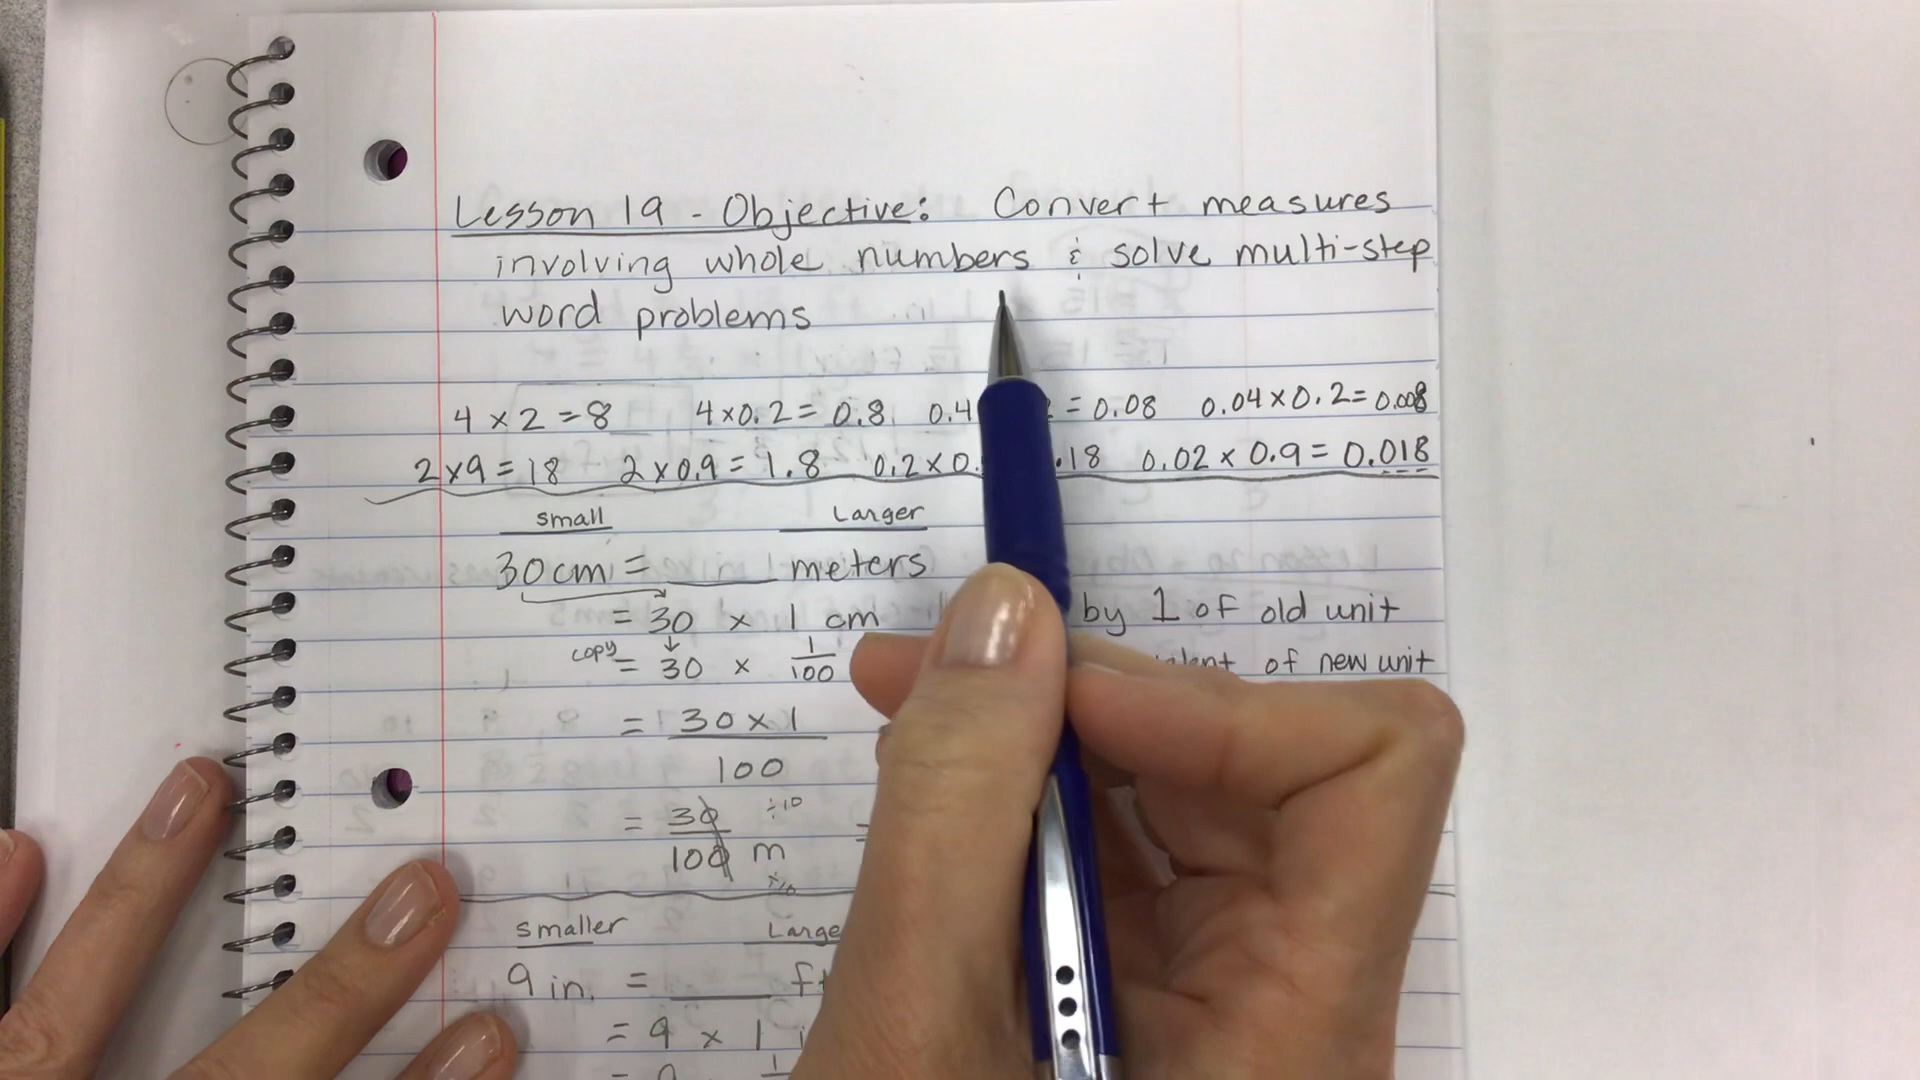 Lesson 19 - Objective: Convert measures
involving whole numbers & solve multi-step
word problems
4 × 2 = 8 4×0.2 = 0.8 0.4 = 0.08 0.04×0.2= 0.008
2×9 = 18 2×0.9 = 1.8 0.2×0. .18 0.02 × 0.9 = 0.018
small Larger
30cm = ____ meters
= 30 × 1 cm by 1 of old unit
copy = 30 × 1/100 of new unit
= 30 × 1
100
= 30 ÷10 =
100 m ÷10
smaller Large
9 in. = ____ f
= 9 × 1 i